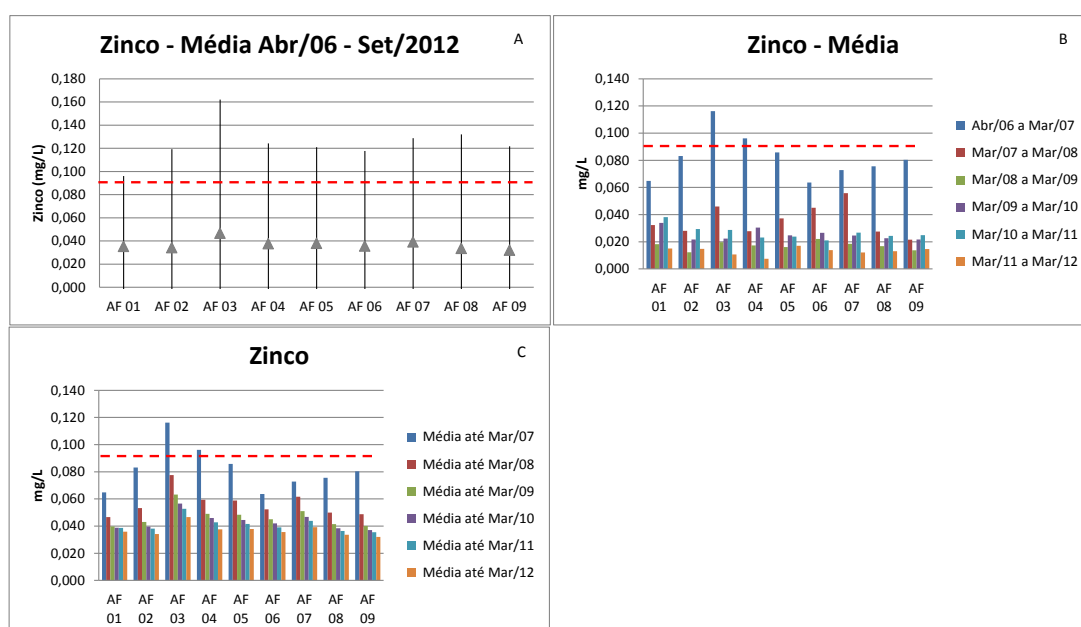 Zinco - Média Abr/06 - Set/2012
A
Zinco (mg/L)
0,180
0,160
0,140
0,120
0,100
0,080
0,060
0,040
0,020
0,000
AF 01 AF 02 AF 03 AF 04 AF 05 AF 06 AF 07 AF 08 AF 09
Zinco - Média
B
mg/L
0,140
0,120
0,100
0,080
0,060
0,040
0,020
0,000
AF AF AF AF AF AF AF AF AF
01 02 03 04 05 06 07 08 09
Abr/06 a Mar/07
Mar/07 a Mar/08
Mar/08 a Mar/09
Mar/09 a Mar/10
Mar/10 a Mar/11
Mar/11 a Mar/12
Zinco
C
mg/L
0,140
0,120
0,100
0,080
0,060
0,040
0,020
0,000
AF AF AF AF AF AF AF AF AF
01 02 03 04 05 06 07 08 09
Média até Mar/07
Média até Mar/08
Média até Mar/09
Média até Mar/10
Média até Mar/11
Média até Mar/12